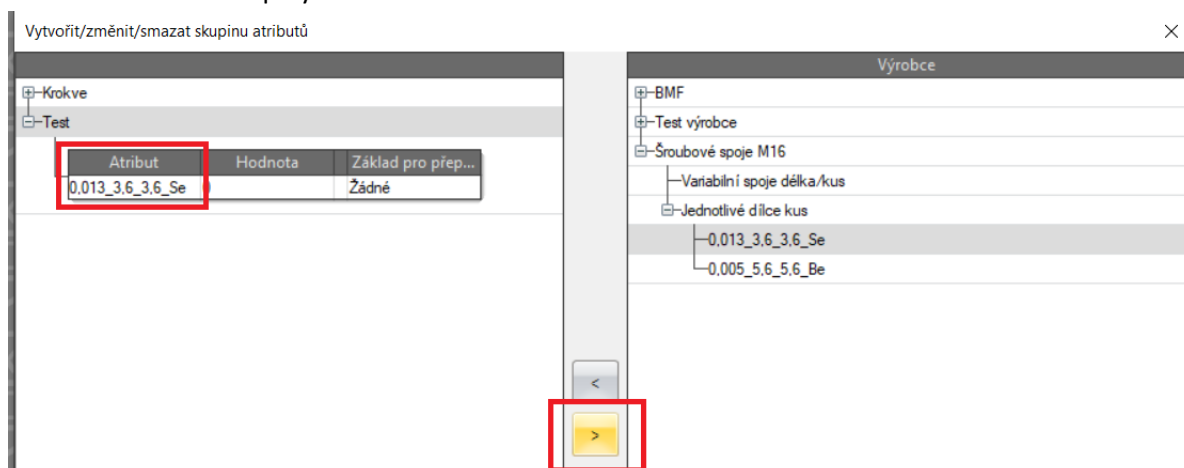 Vytvořit/změnit/smazat skupinu atributů
Výrobce
Krokve
Test
Atribut Hodnota Základ pro přep...
0,013_3,6_3,6_Se Žádné
BMF
Test výrobce
Šroubové spoje M16
Variabilní spoje délka/kus
Jednotlivé dílce kus
0,013_3,6_3,6_Se
0,005_5,6_5,6_Be
<
>